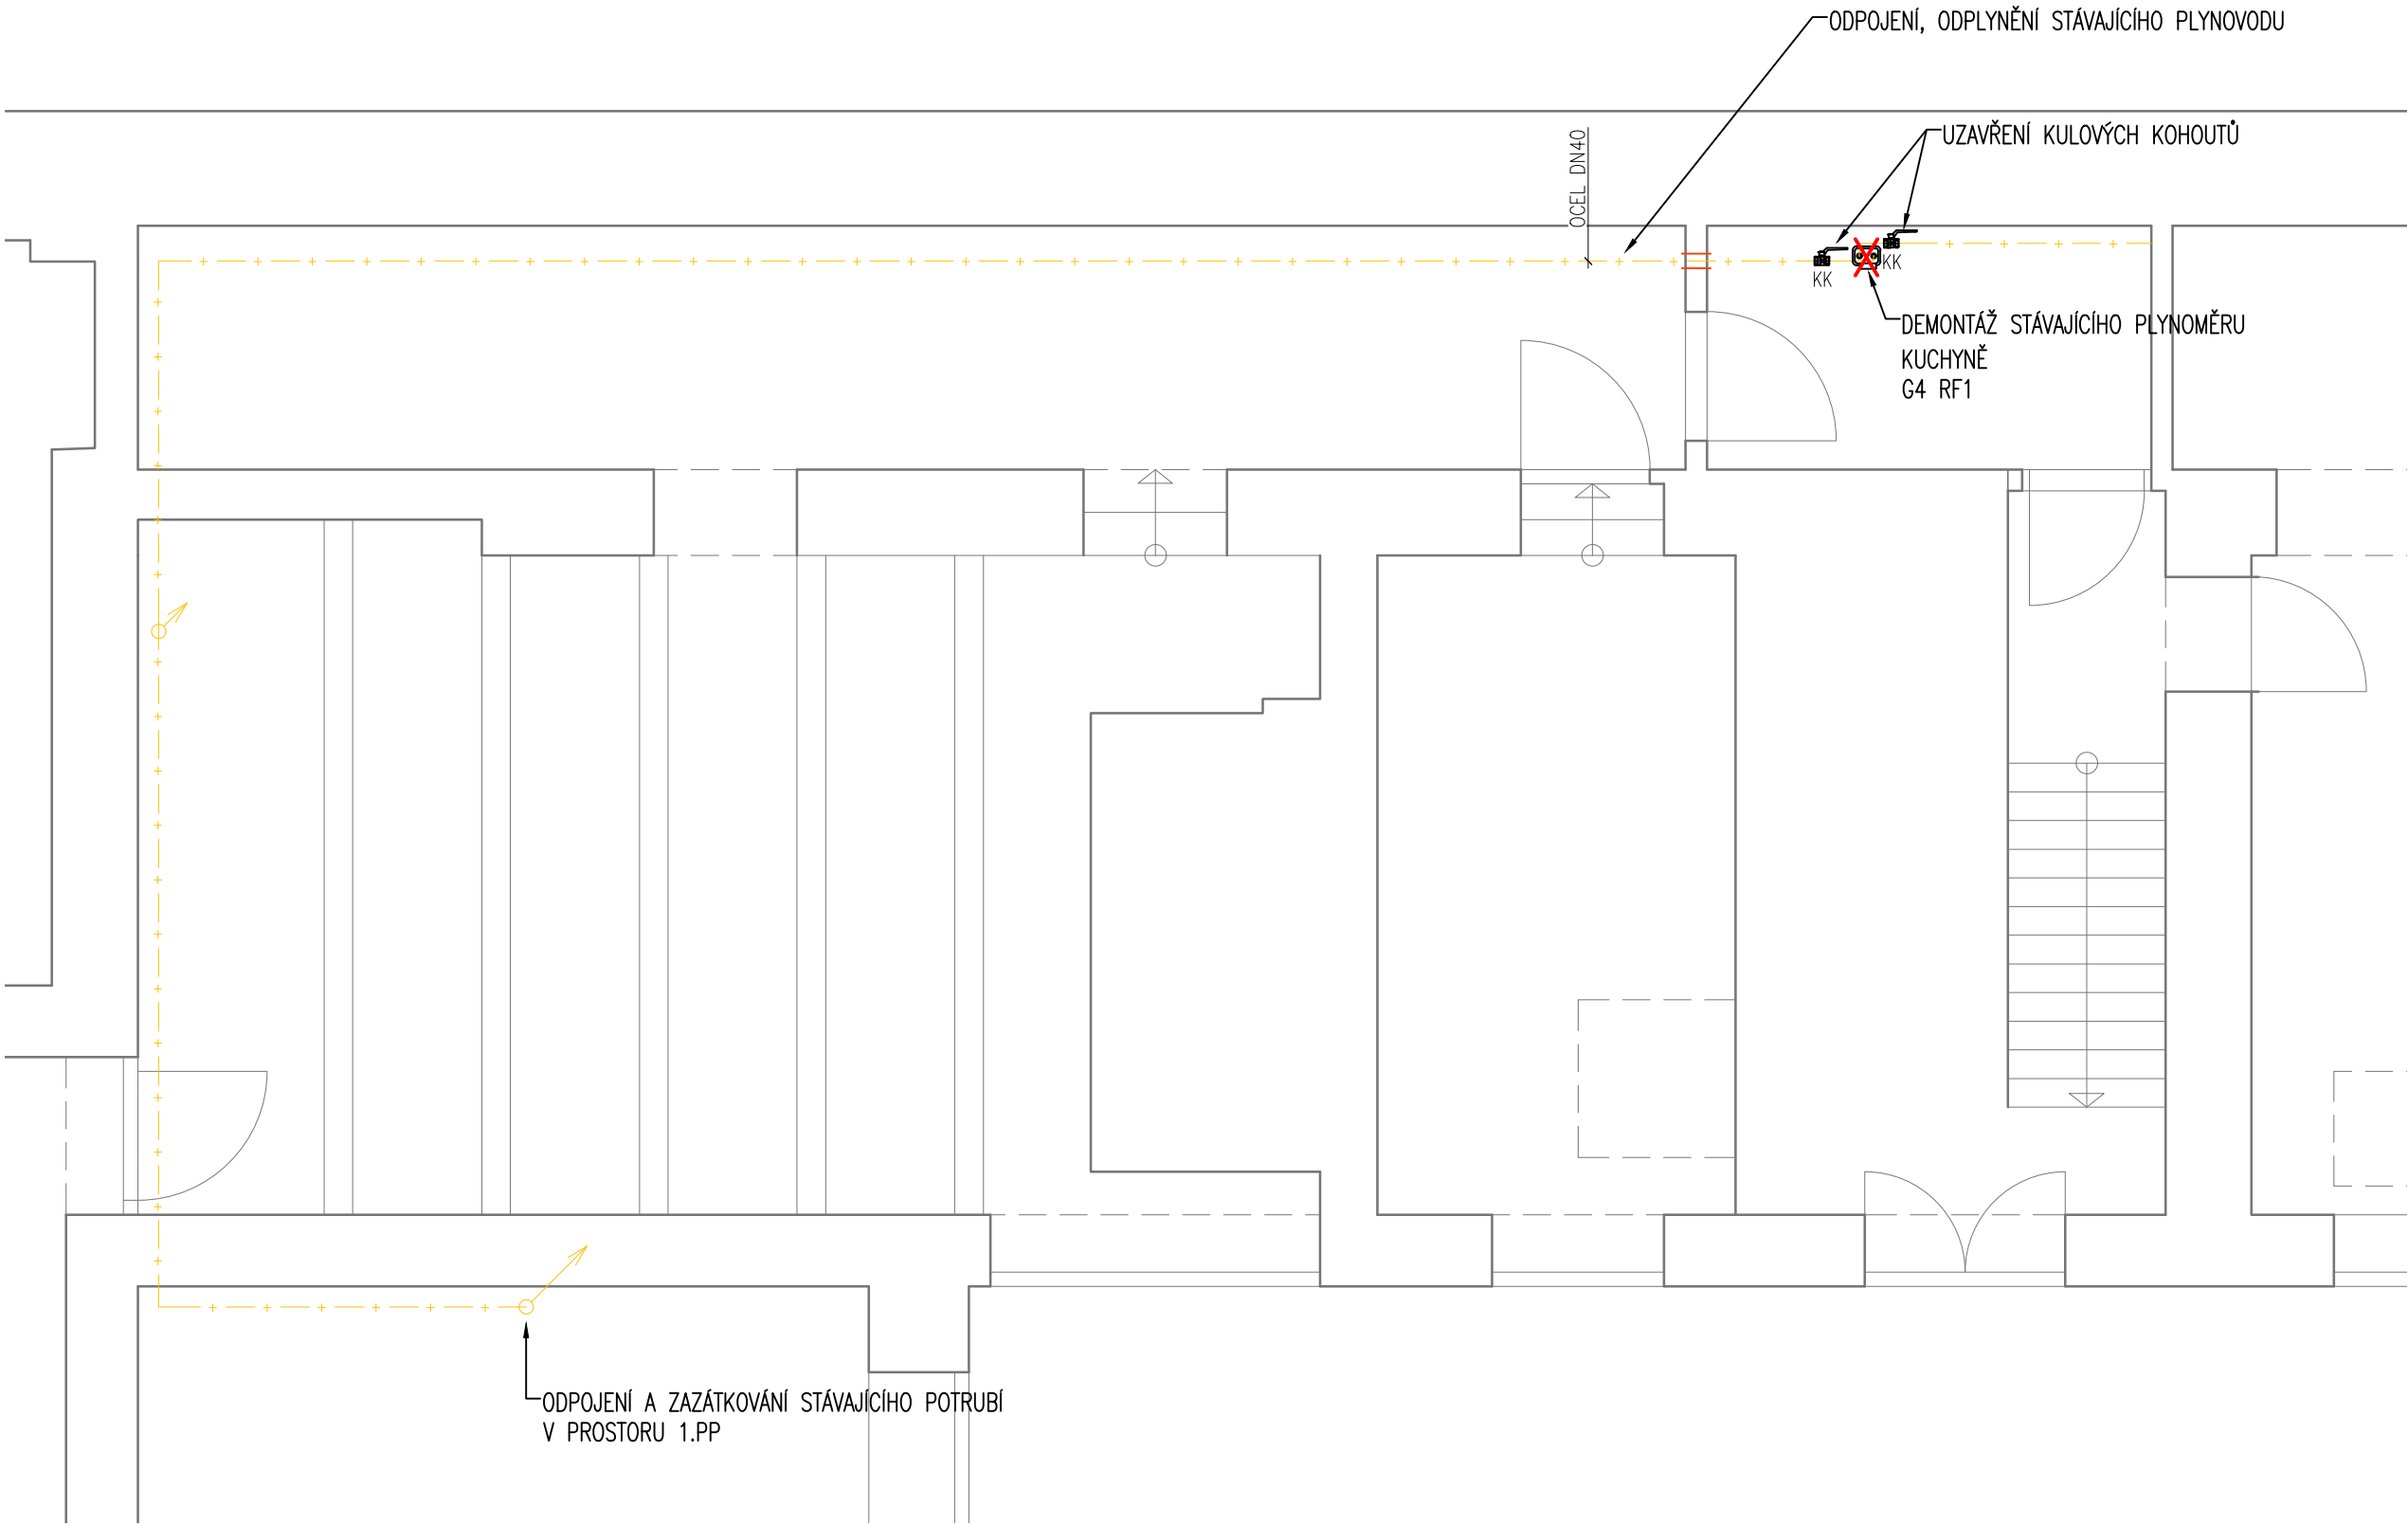 ODPOJENÍ, ODPLYNĚNÍ STÁVAJÍCÍHO PLYNOVODU
UZAVŘENÍ KULOVÝCH KOHOUTŮ
OCEL DN40
KK
KK
DEMONTÁŽ STÁVAJÍCÍHO PLYNOMĚRU
KUCHYNĚ
G4 RF1
ODPOJENÍ A ZAZÁTKOVÁNÍ STÁVAJÍCÍHO POTRUBÍ
V PROSTORU 1.PP